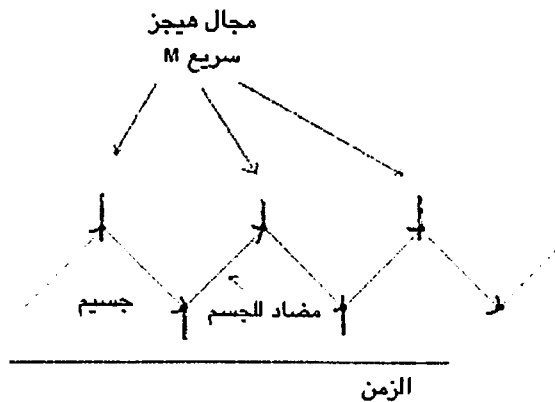 مجال هيجز
سريع M
جسيم
مضاد للجسم
الزمن